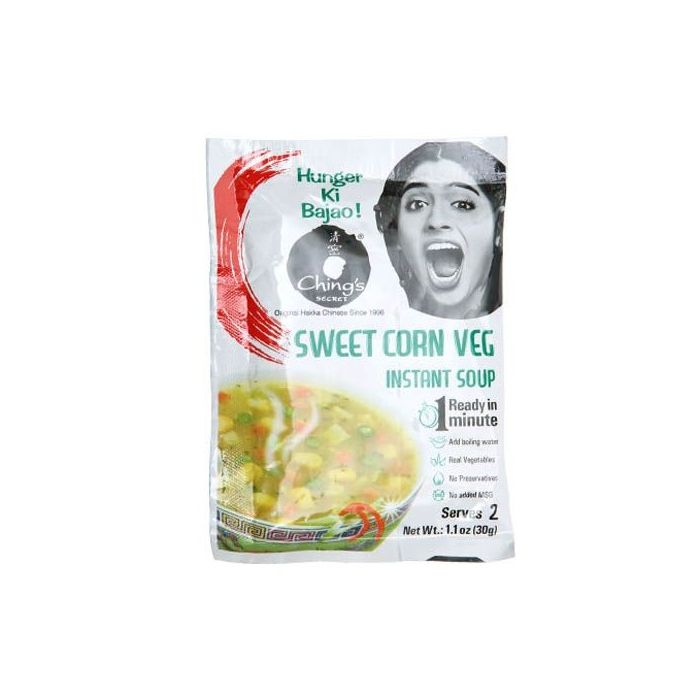 Hunger
Ki
Bajao!
®
清
Ching's
SECRET
Original Hakka Chinese Since 1996
SWEET CORN VEG
INSTANT SOUP
1 Ready in
minute
Add boiling water
Real Vegetables
No Preservatives
No added MSG
Serves 2
Net Wt.: 1.1 oz (30g)